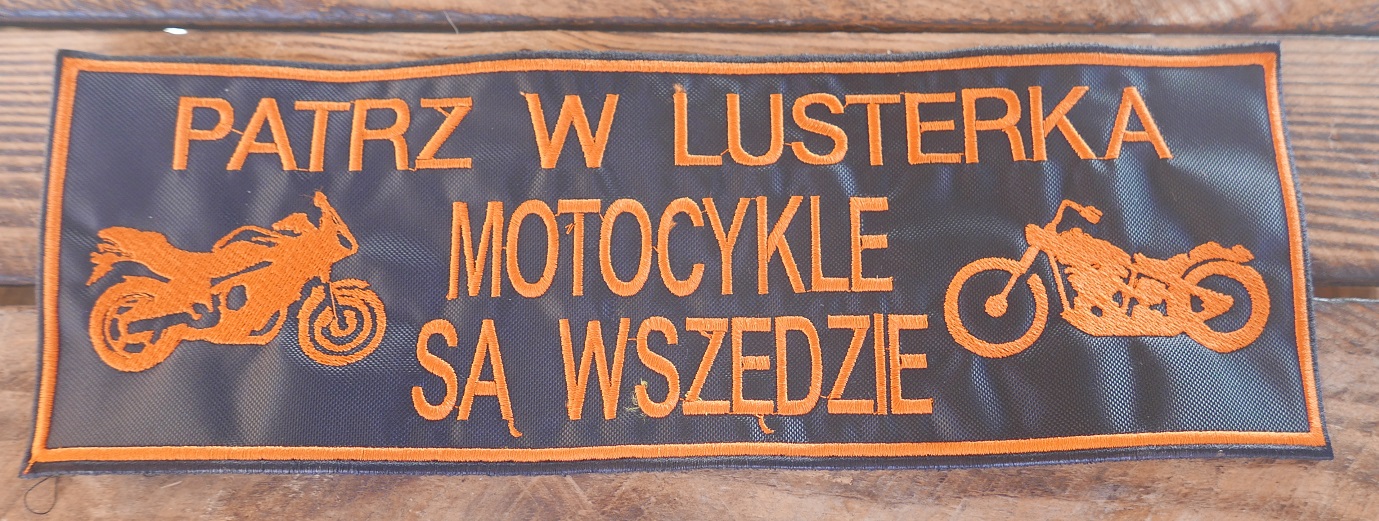 PATRZ W LUSTERKA
MOTOCYKLE
SĄ WSZĘDZIE